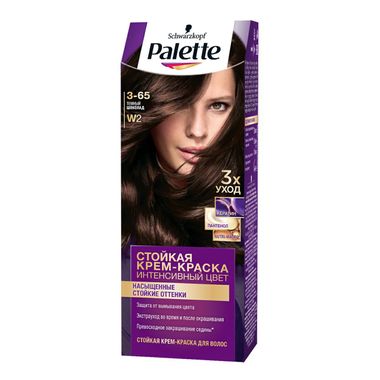 Schwarzkopf
Palette
3-65
ТЕМНЫЙ
ШОКОЛАД
W2
3x
УХОД
КЕРАТИН
ПАНТЕНОЛ
СТОЙКАЯ
КРЕМ-КРАСКА
ИНТЕНСИВНЫЙ ЦВЕТ
НАСЫЩЕННЫЕ
СТОЙКИЕ ОТТЕНКИ
Защита от вымывания цвета
Экстрауход во время и после окрашивания
Превосходное закрашивание седины*
СТОЙКАЯ КРЕМ-КРАСКА ДЛЯ ВОЛОС